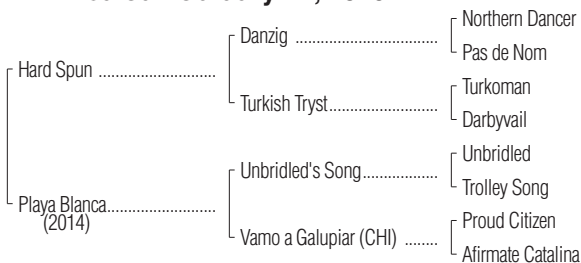 Northern Dancer
Danzig ..................................
Pas de Nom
Hard Spun ............................
Turkoman
Turkish Tryst..........................
Darbyvail
Unbridled
Unbridled's Song..................
Trolley Song
Playa Blanca..........................
(2014)
Proud Citizen
Vamo a Galupiar (CHI) ........
Afirmate Catalina